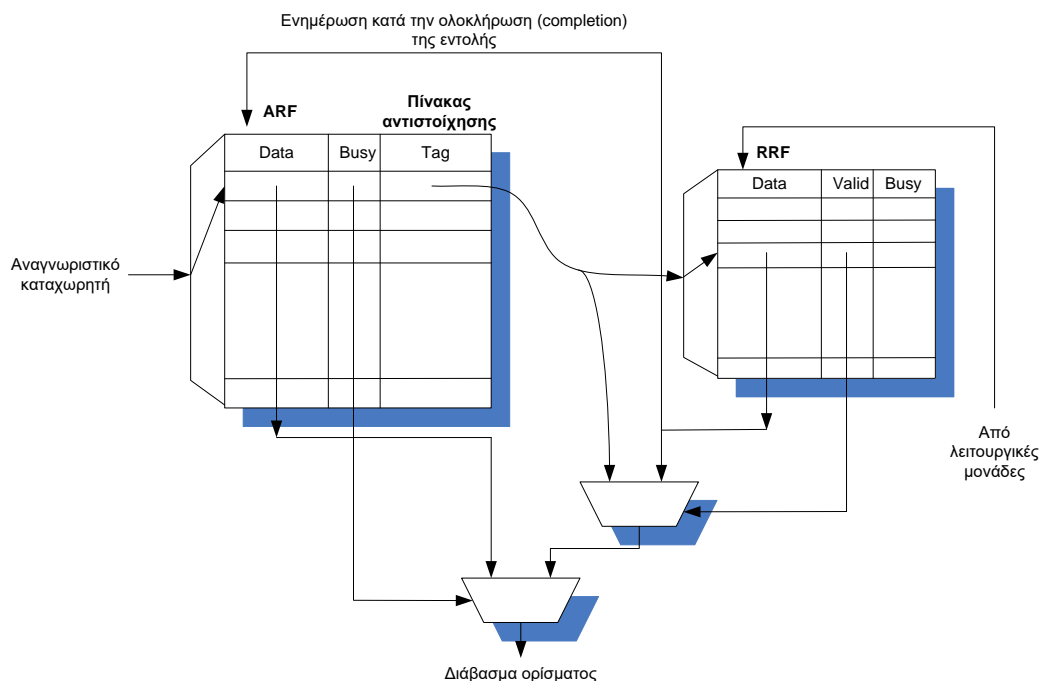 Ενημέρωση κατά την ολοκλήρωση (completion)
της εντολής
ARF
Πίνακας
αντιστοίχησης
Data Busy Tag
RRF
Data Valid Busy
Αναγνωριστικό
καταχωρητή
Από
λειτουργικές
μονάδες
Διάβασμα ορίσματος